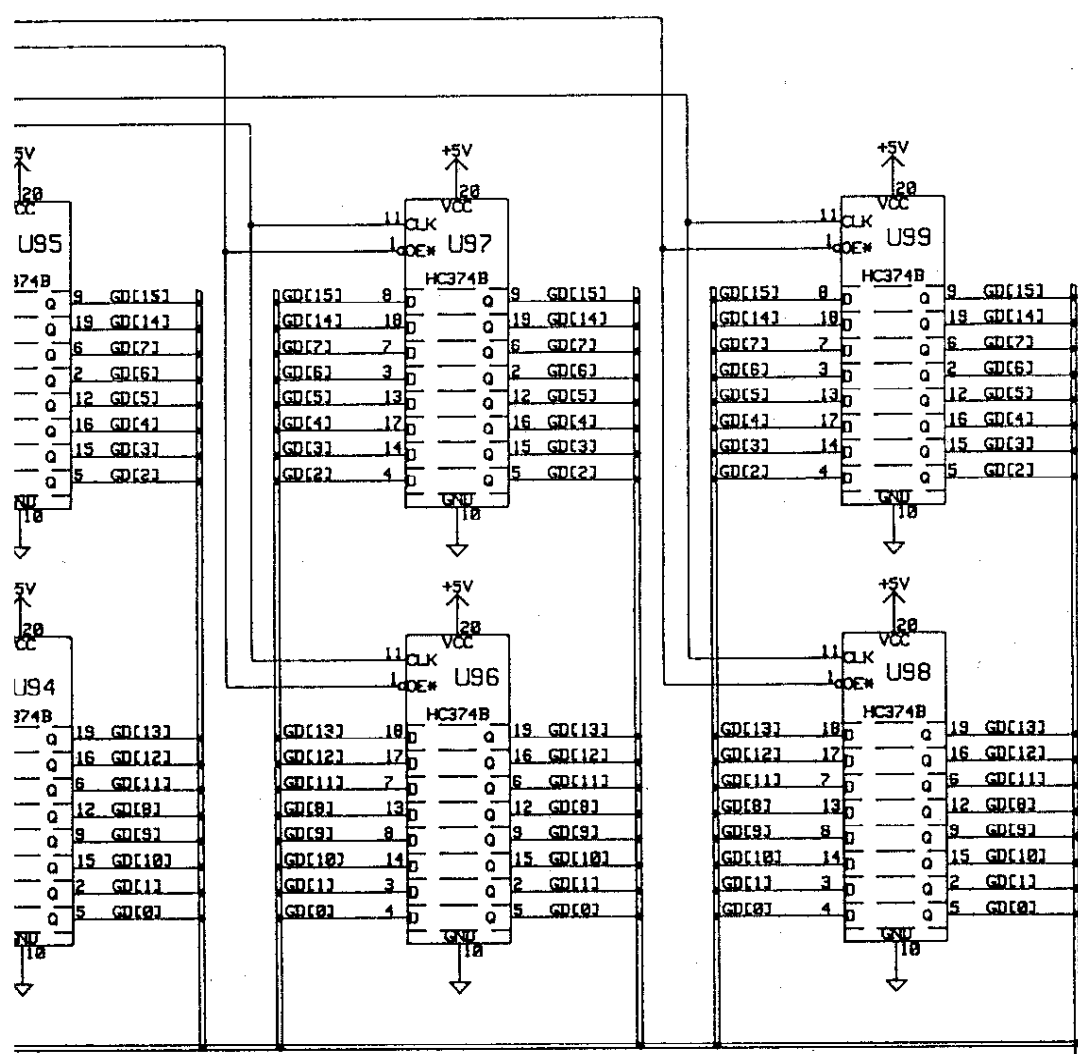 5V +5V +5V
20 20 20
CC VCC VCC
11 CLK 11 CLK
U95 1 OE* U97 1 OE* U99
374B HC374B HC374B
Q 9 GD[15] GD[15] 8 D Q 9 GD[15] GD[15] 8 D Q 9 GD[15]
Q 19 GD[14] GD[14] 18 D Q 19 GD[14] GD[14] 18 D Q 19 GD[14]
Q 6 GD[7] GD[7] 7 D Q 6 GD[7] GD[7] 7 D Q 6 GD[7]
Q 2 GD[6] GD[6] 3 D Q 2 GD[6] GD[6] 3 D Q 2 GD[6]
Q 12 GD[5] GD[5] 13 D Q 12 GD[5] GD[5] 13 D Q 12 GD[5]
Q 16 GD[4] GD[4] 17 D Q 16 GD[4] GD[4] 17 D Q 16 GD[4]
Q 15 GD[3] GD[3] 14 D Q 15 GD[3] GD[3] 14 D Q 15 GD[3]
Q 5 GD[2] GD[2] 4 D Q 5 GD[2] GD[2] 4 D Q 5 GD[2]
ND GND GND
10 10 10
5V +5V +5V
20 20 20
CC VCC VCC
11 CLK 11 CLK
U94 1 OE* U96 1 OE* U98
374B HC374B HC374B
Q 19 GD[13] GD[13] 18 D Q 19 GD[13] GD[13] 18 D Q 19 GD[13]
Q 16 GD[12] GD[12] 17 D Q 16 GD[12] GD[12] 17 D Q 16 GD[12]
Q 6 GD[11] GD[11] 7 D Q 6 GD[11] GD[11] 7 D Q 6 GD[11]
Q 12 GD[8] GD[8] 13 D Q 12 GD[8] GD[8] 13 D Q 12 GD[8]
Q 9 GD[9] GD[9] 8 D Q 9 GD[9] GD[9] 8 D Q 9 GD[9]
Q 15 GD[10] GD[10] 14 D Q 15 GD[10] GD[10] 14 D Q 15 GD[10]
Q 2 GD[1] GD[1] 3 D Q 2 GD[1] GD[1] 3 D Q 2 GD[1]
Q 5 GD[0] GD[0] 4 D Q 5 GD[0] GD[0] 4 D Q 5 GD[0]
ND GND GND
10 10 10